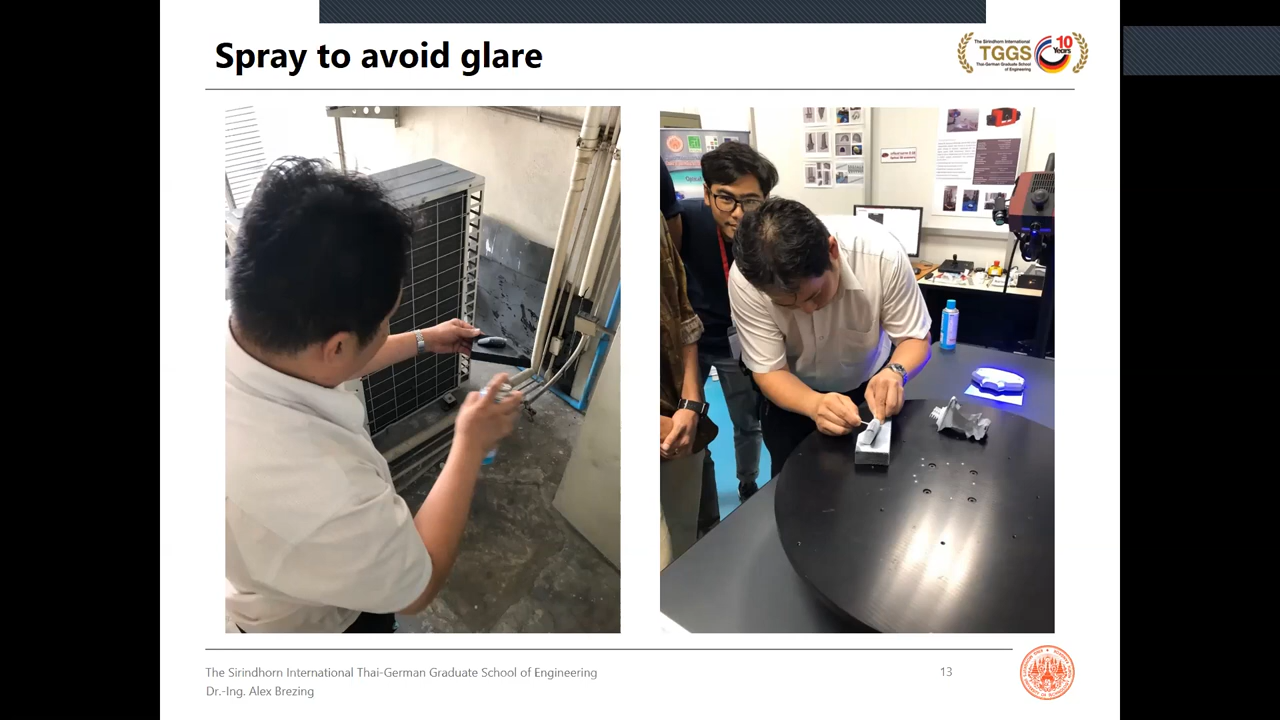 Spray to avoid glare
The Sirindhorn International
TGGS
Thai-German Graduate School
of Engineering
10
Years
The Sirindhorn International Thai-German Graduate School of Engineering
13
Dr.-Ing. Alex Brezing